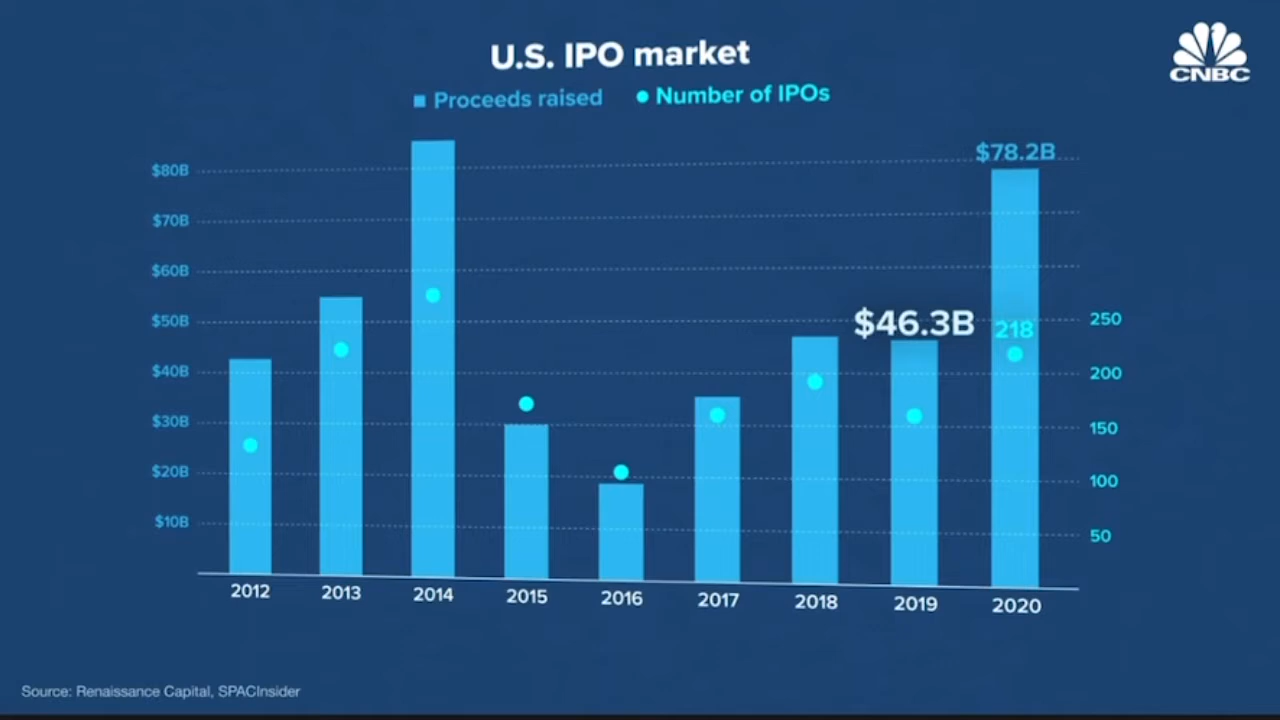 U.S. IPO market
CNBC
Proceeds raised
Number of IPOs
$80B
$70B
$60B
$50B
$40B
$30B
$20B
$10B
$78.2B
$46.3B
218
250
200
150
100
50
2012
2013
2014
2015
2016
2017
2018
2019
2020
Source: Renaissance Capital, SPACInsider